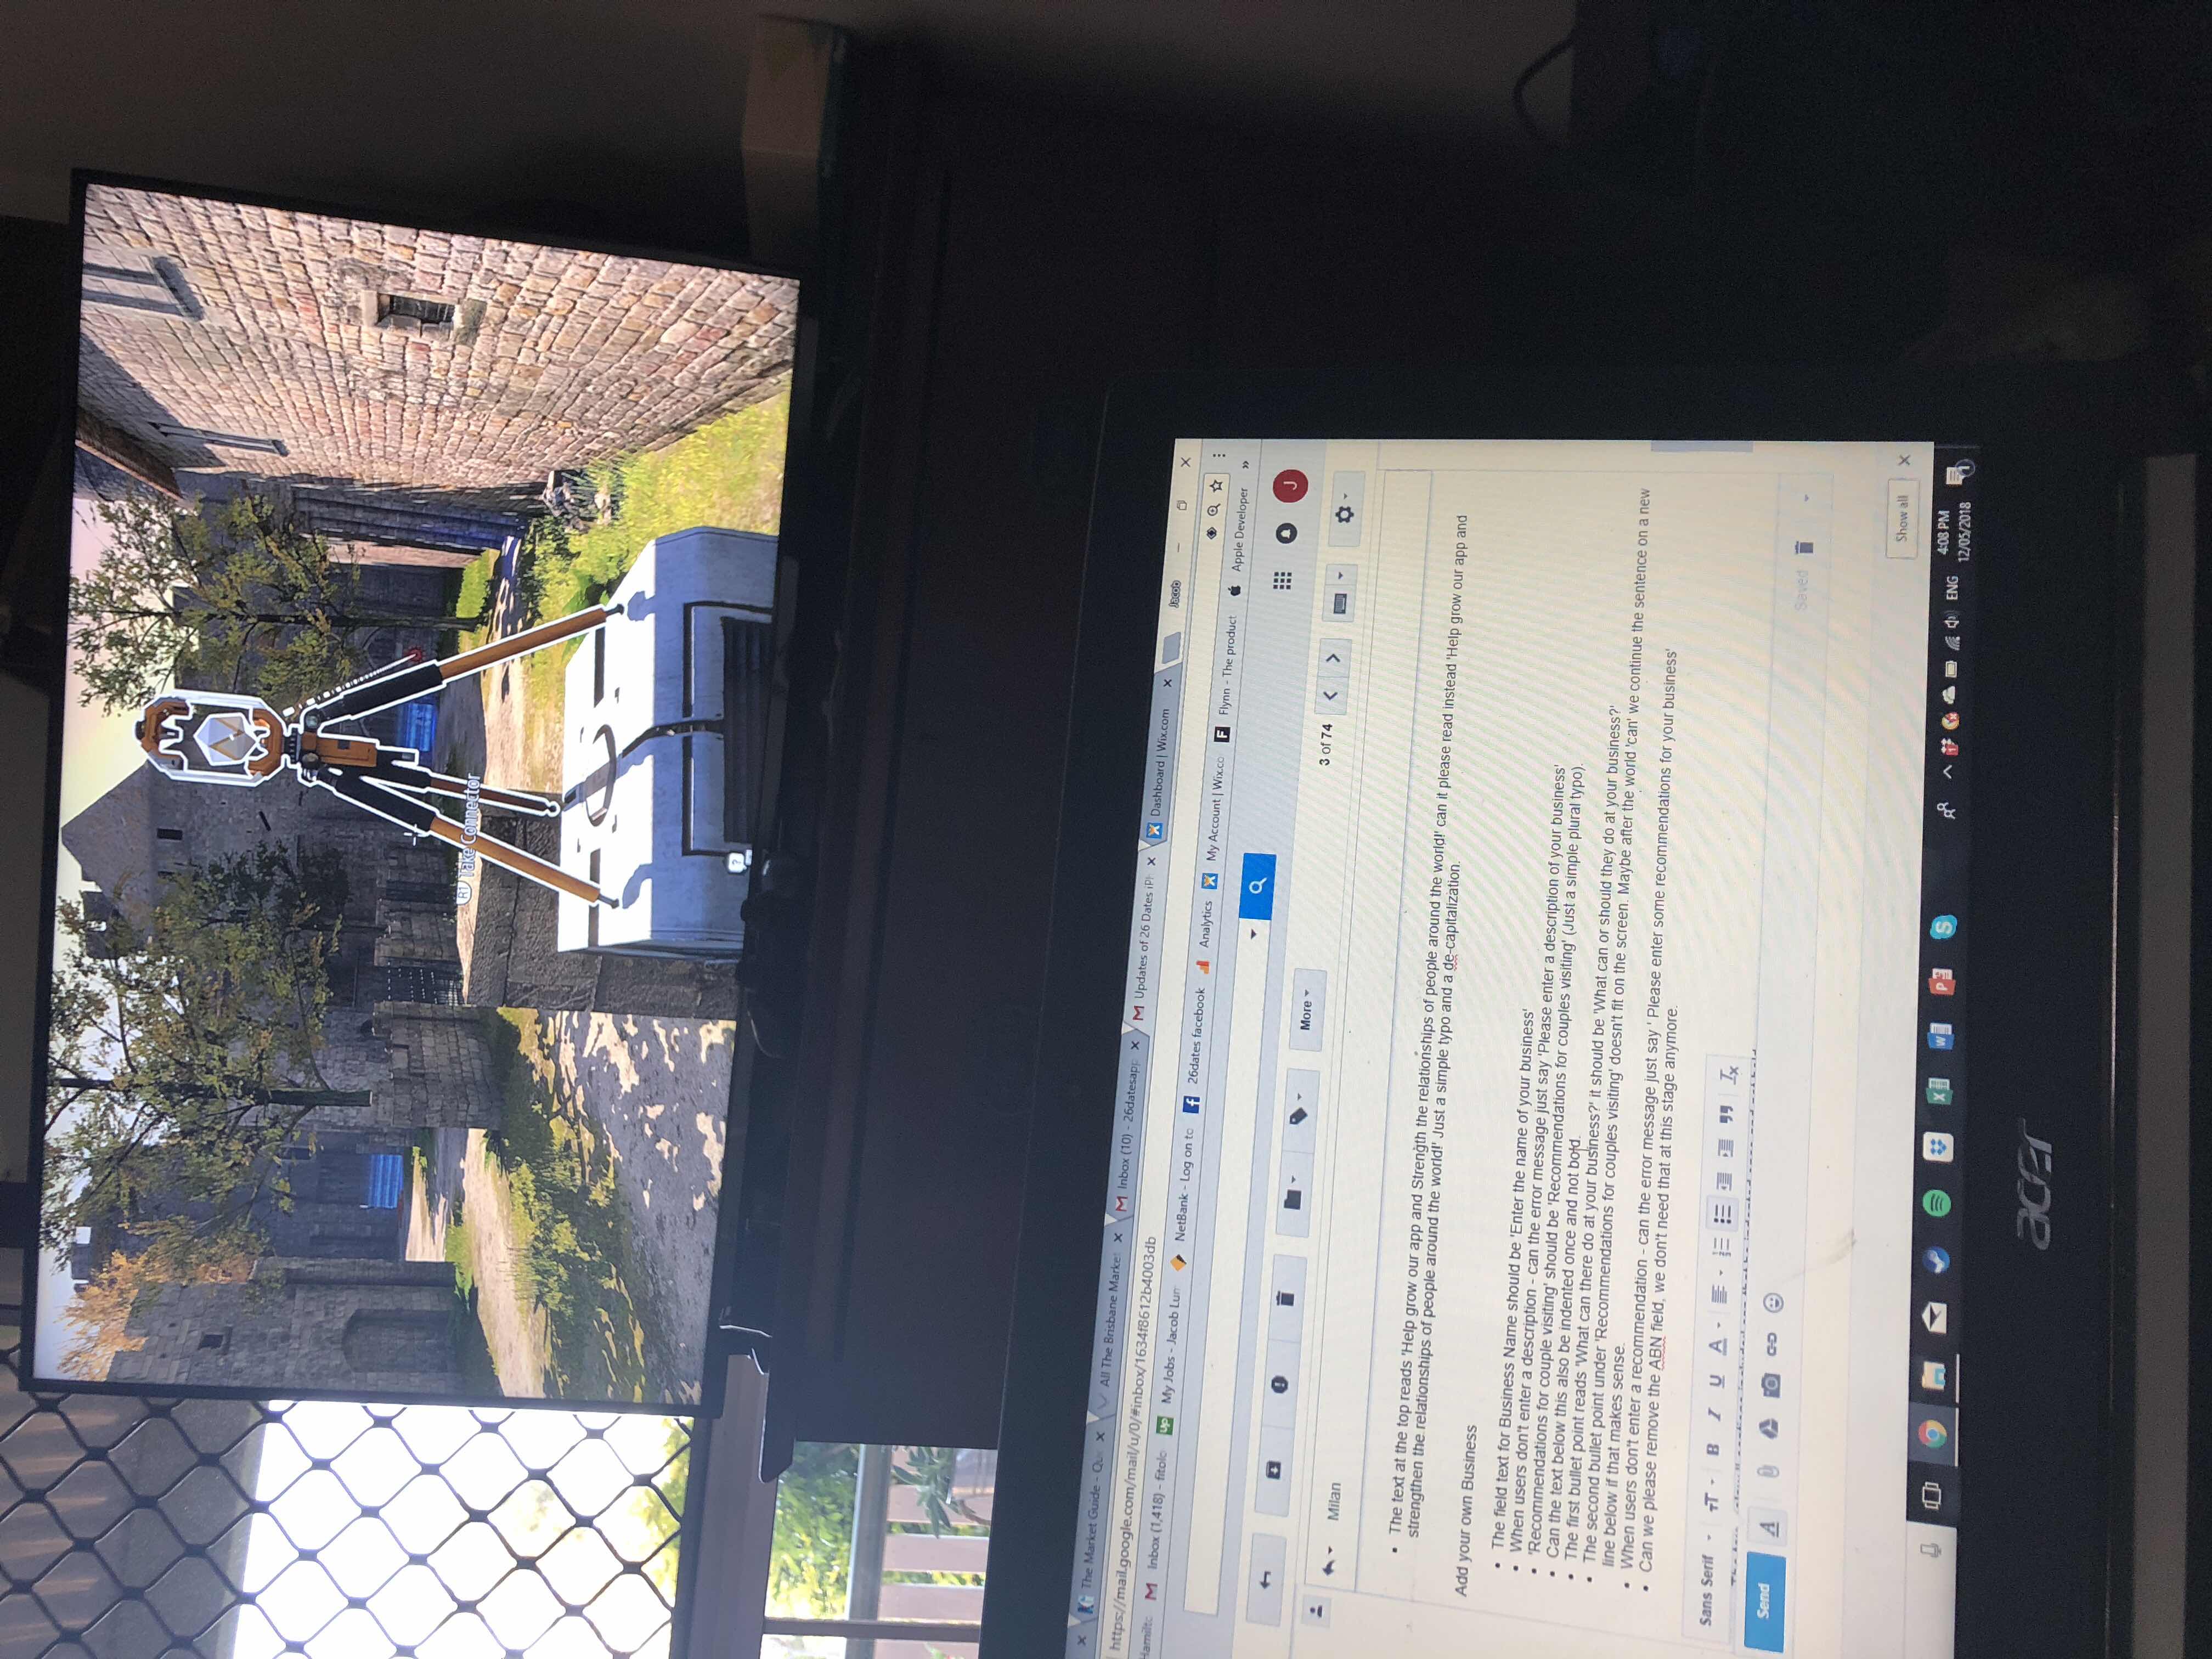 R1 Take Connector
?
The Market Guide - Qu
All The Brisbane Marke
Inbox (10) - 26datesapp
Updates of 26 Dates iPh
Dashboard | Wix.com
Jacob
https://mail.google.com/mail/u/0/#inbox/1634f8612b4003db
Hamilto
Inbox (1,418) - fitolo
up My Jobs - Jacob Lum
NetBank - Log on to
26dates facebook
Analytics
My Account | Wix.co
F Flynn - The product
Apple Developer
»
More
3 of 74
J
Milan
• The text at the top reads 'Help grow our app and Strength the relationships of people around the world!' can it please read instead 'Help grow our app and
strengthen the relationships of people around the world!' Just a simple typo and a de-capitalization.
Add your own Business
• The field text for Business Name should be 'Enter the name of your business'
• When users don't enter a description - can the error message just say 'Please enter a description of your business'
• 'Recommendations for couple visiting' should be 'Recommendations for couples visiting' (Just a simple plural typo).
• Can the text below this also be indented once and not bold.
• The first bullet point reads 'What can there do at your business?' it should be 'What can or should they do at your business?'
• The second bullet point under 'Recommendations for couples visiting' doesn't fit on the screen. Maybe after the world 'can' we continue the sentence on a new
line below if that makes sense.
• When users don't enter a recommendation - can the error message just say ' Please enter some recommendations for your business'
• Can we please remove the ABN field, we don't need that at this stage anymore.
Sans Serif
B I U A
Send
Saved
Show all
ENG
4:08 PM
12/05/2018
acer